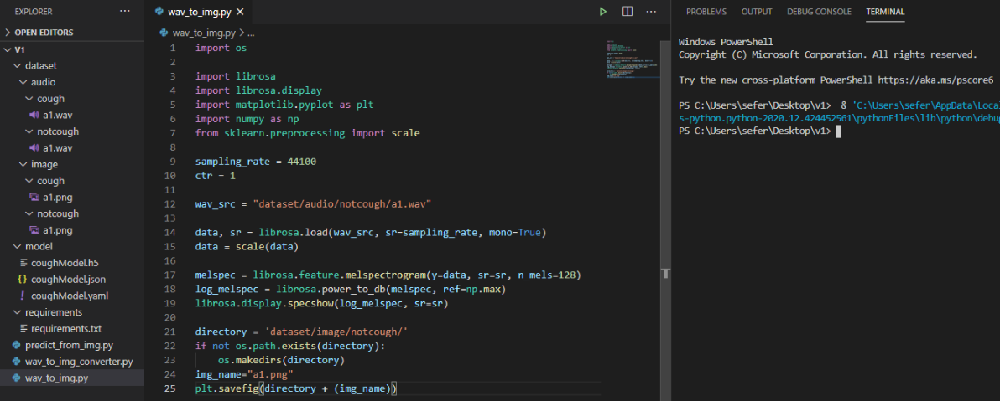 EXPLORER
OPEN EDITORS
V1
dataset
audio
cough
a1.wav
notcough
a1.wav
image
cough
a1.png
notcough
a1.png
model
coughModel.h5
coughModel.json
coughModel.yaml
requirements
requirements.txt
predict_from_img.py
wav_to_img_converter.py
wav_to_img.py
wav_to_img.py
wav_to_img.py > ...
1 import os
2
3 import librosa
4 import librosa.display
5 import matplotlib.pyplot as plt
6 import numpy as np
7 from sklearn.preprocessing import scale
8
9 sampling_rate = 44100
10 ctr = 1
11
12 wav_src = "dataset/audio/notcough/a1.wav"
13
14 data, sr = librosa.load(wav_src, sr=sampling_rate, mono=True)
15 data = scale(data)
16
17 melspec = librosa.feature.melspectrogram(y=data, sr=sr, n_mels=128)
18 log_melspec = librosa.power_to_db(melspec, ref=np.max)
19 librosa.display.specshow(log_melspec, sr=sr)
20
21 directory = 'dataset/image/notcough/'
22 if not os.path.exists(directory):
23     os.makedirs(directory)
24 img_name="a1.png"
25 plt.savefig(directory + (img_name))
PROBLEMS OUTPUT DEBUG CONSOLE TERMINAL
Windows PowerShell
Copyright (C) Microsoft Corporation. All rights reserved.
Try the new cross-platform PowerShell https://aka.ms/pscore6
PS C:\Users\sefer\Desktop\v1>  & 'C:\Users\sefer\AppData\Loca
s-python.python-2020.12.424452561\pythonFiles\lib\python\debug
PS C:\Users\sefer\Desktop\v1>